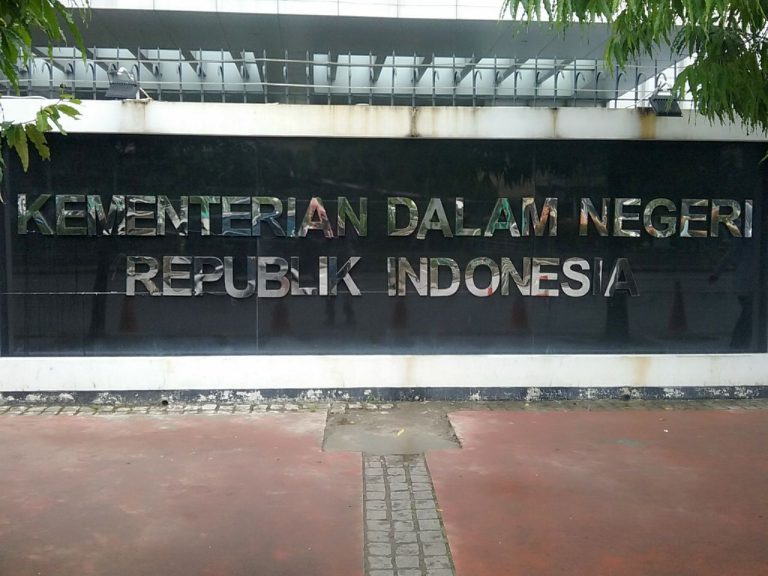 KEMENTERIAN DALAM NEGERI
REPUBLIK INDONESIA